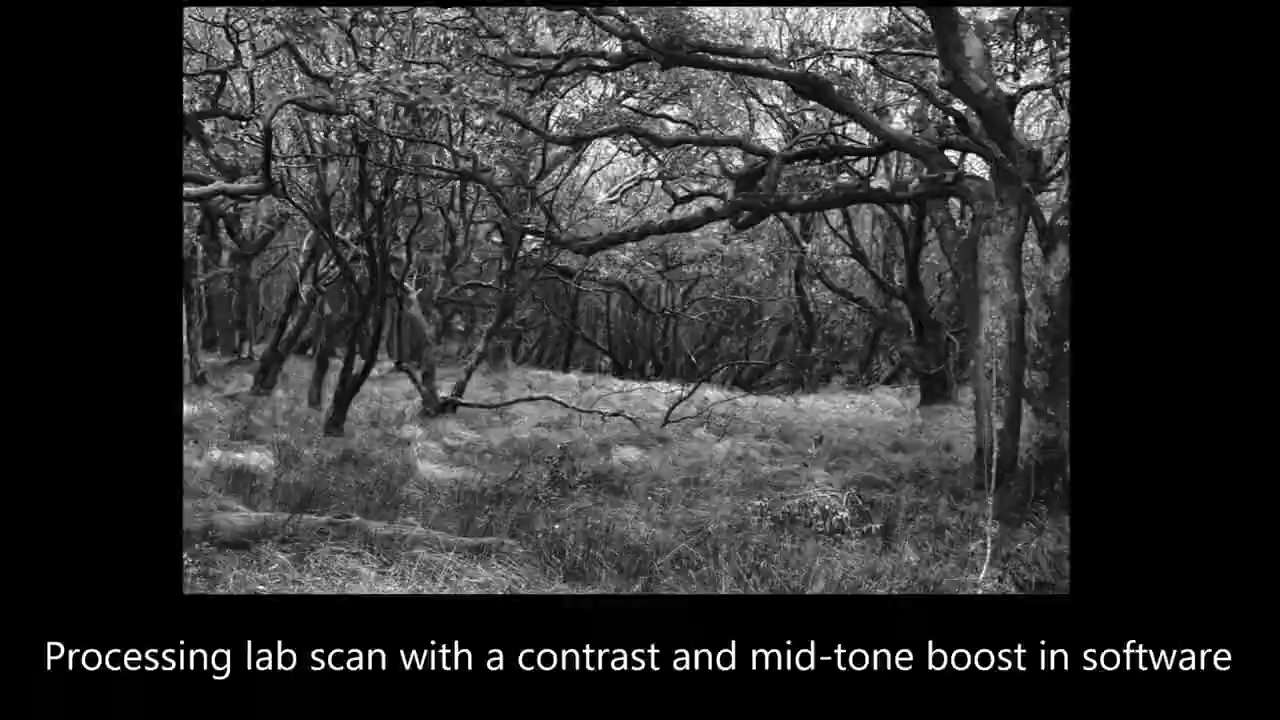 Processing lab scan with a contrast and mid-tone boost in software